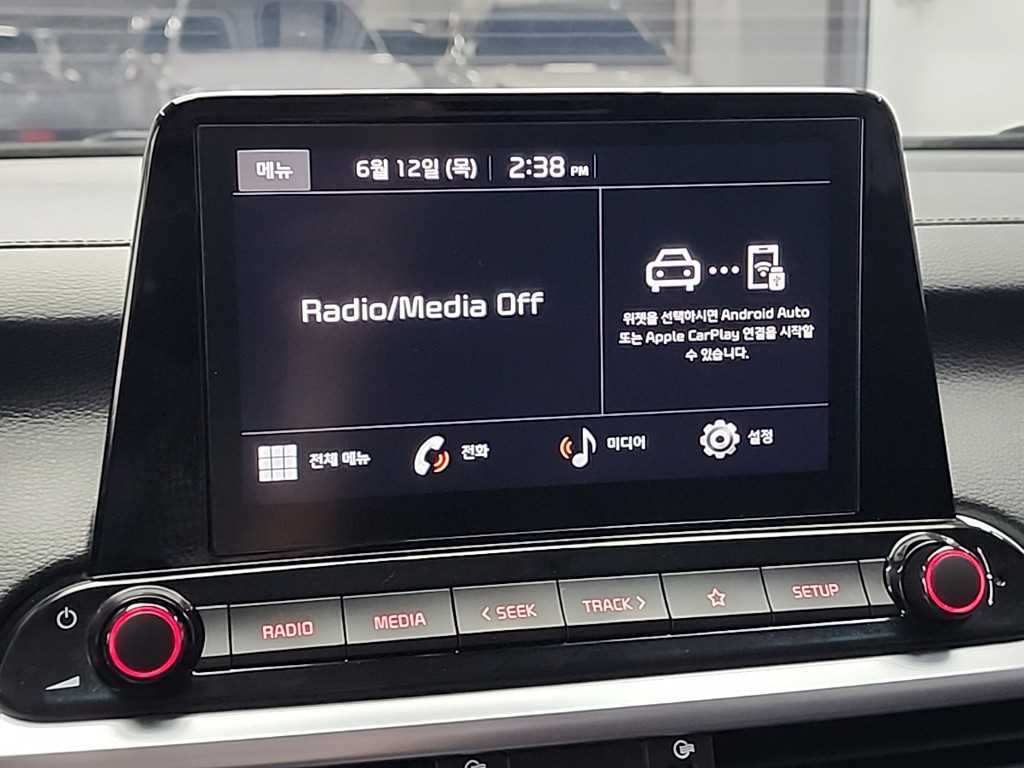 메뉴
6월 12일 (목)
2:38 PM
Radio/Media Off
위젯을 선택하시면 Android Auto
또는 Apple CarPlay 연결을 시작할
수 있습니다.
전체 메뉴
전화
미디어
설정
RADIO
MEDIA
< SEEK
TRACK >
SETUP